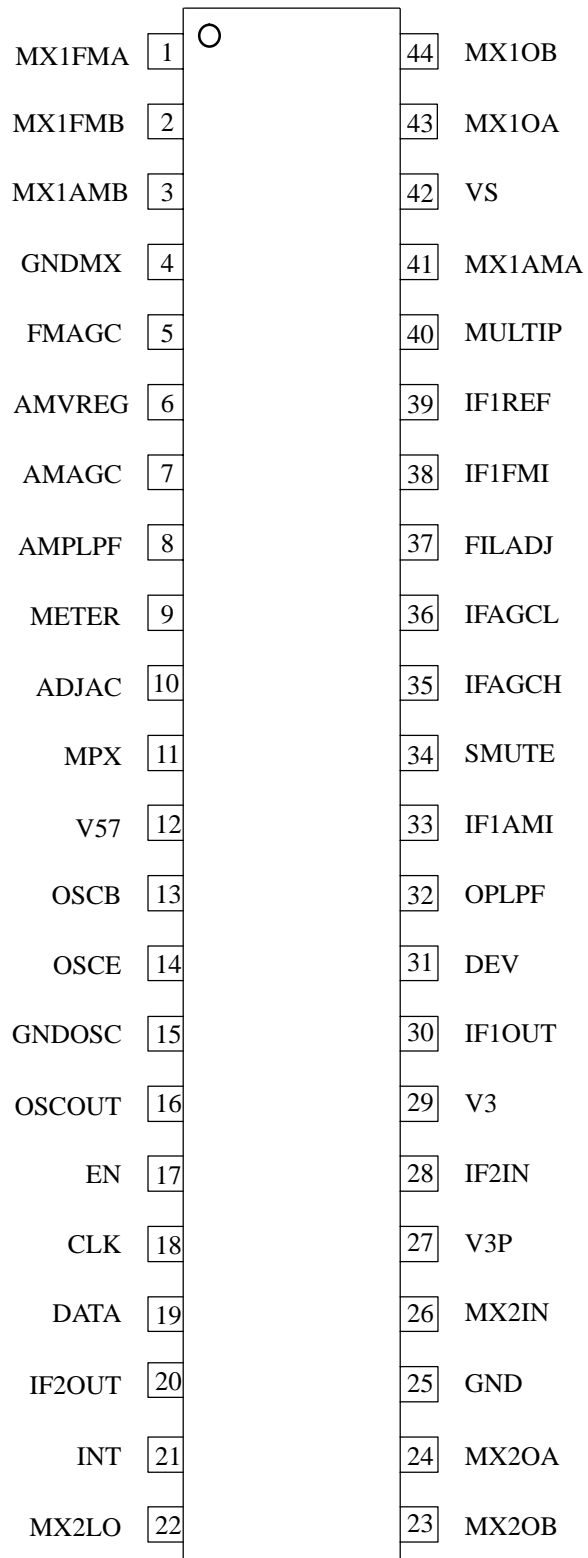 MX1FMA 1 44 MX1OB
MX1FMB 2 43 MX1OA
MX1AMB 3 42 VS
GNDMX 4 41 MX1AMA
FMAGC 5 40 MULTIP
AMVREG 6 39 IF1REF
AMAGC 7 38 IF1FMI
AMPLPF 8 37 FILADJ
METER 9 36 IFAGCL
ADJAC 10 35 IFAGCH
MPX 11 34 SMUTE
V57 12 33 IF1AMI
OSCB 13 32 OPLPF
OSCE 14 31 DEV
GNDOSC 15 30 IF1OUT
OSCOUT 16 29 V3
EN 17 28 IF2IN
CLK 18 27 V3P
DATA 19 26 MX2IN
IF2OUT 20 25 GND
INT 21 24 MX2OA
MX2LO 22 23 MX2OB